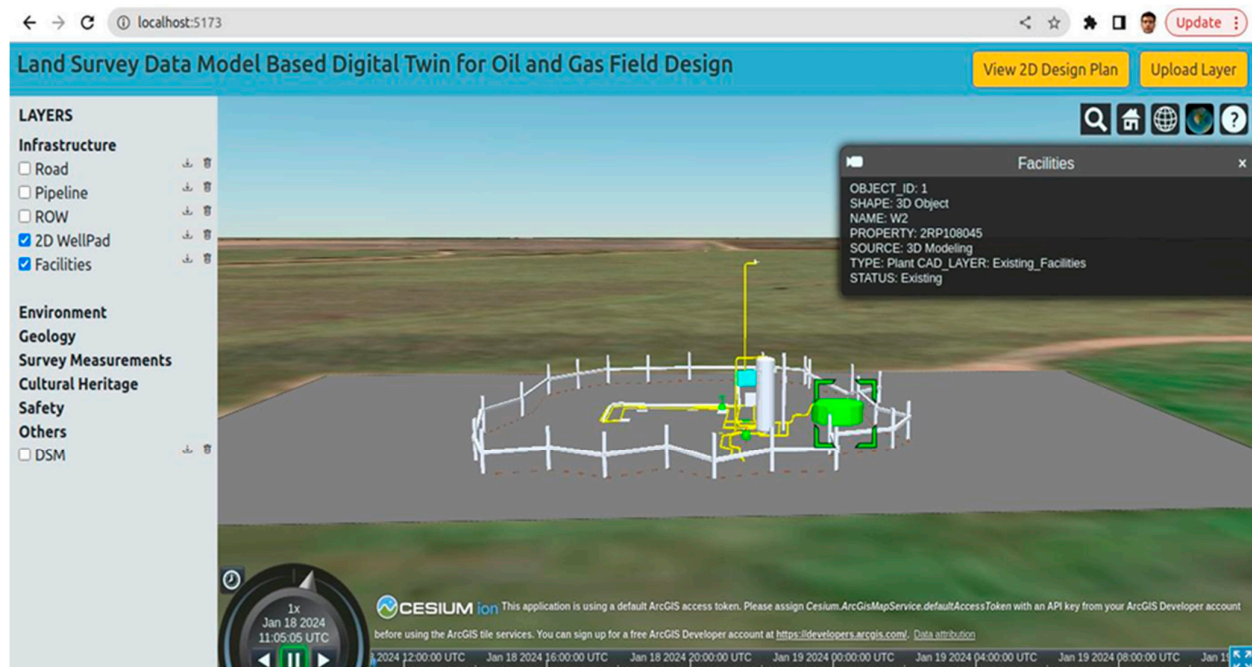 localhost:5173
Update
Land Survey Data Model Based Digital Twin for Oil and Gas Field Design
View 2D Design Plan
Upload Layer
LAYERS
Infrastructure
Road
Pipeline
ROW
2D WellPad
Facilities
Environment
Geology
Survey Measurements
Cultural Heritage
Safety
Others
DSM
?
Facilities
x
OBJECT_ID: 1
SHAPE: 3D Object
NAME: W2
PROPERTY: 2RP108045
SOURCE: 3D Modeling
TYPE: Plant CAD_LAYER: Existing_Facilities
STATUS: Existing
1x
Jan 18 2024
11:05:05 UTC
CESIUM ion This application is using a default ArcGIS access token. Please assign Cesium.ArcGisMapService.defaultAccessToken with an API key from your ArcGIS Developer account
before using the ArcGIS tile services. You can sign up for a free ArcGIS Developer account at https://developers.arcgis.com/. Data attribution
2024 12:00:00 UTC Jan 18 2024 16:00:00 UTC Jan 18 2024 20:00:00 UTC Jan 19 2024 00:00:00 UTC Jan 19 2024 04:00:00 UTC Jan 19 2024 08:00:00 UTC Jan 1